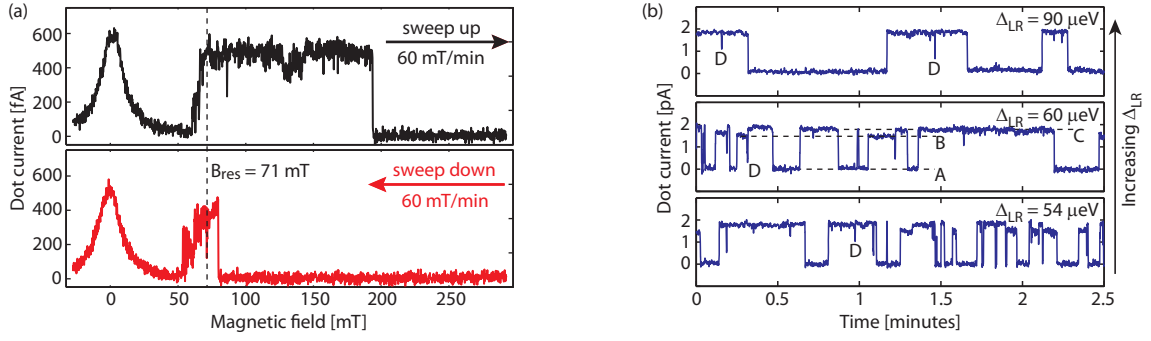 (a)
sweep up
60 mT/min
600
400
200
0
B_res = 71 mT
sweep down
60 mT/min
600
400
200
0
Dot current [fA]
0
50
100
150
200
250
Magnetic field [mT]
(b)
Δ_LR = 90 μeV
2
1
0
D
D
Δ_LR = 60 μeV
2
1
0
D
B
A
C
Δ_LR = 54 μeV
2
1
0
D
Dot current [pA]
Increasing Δ_LR
0
0.5
1
1.5
2
2.5
Time [minutes]